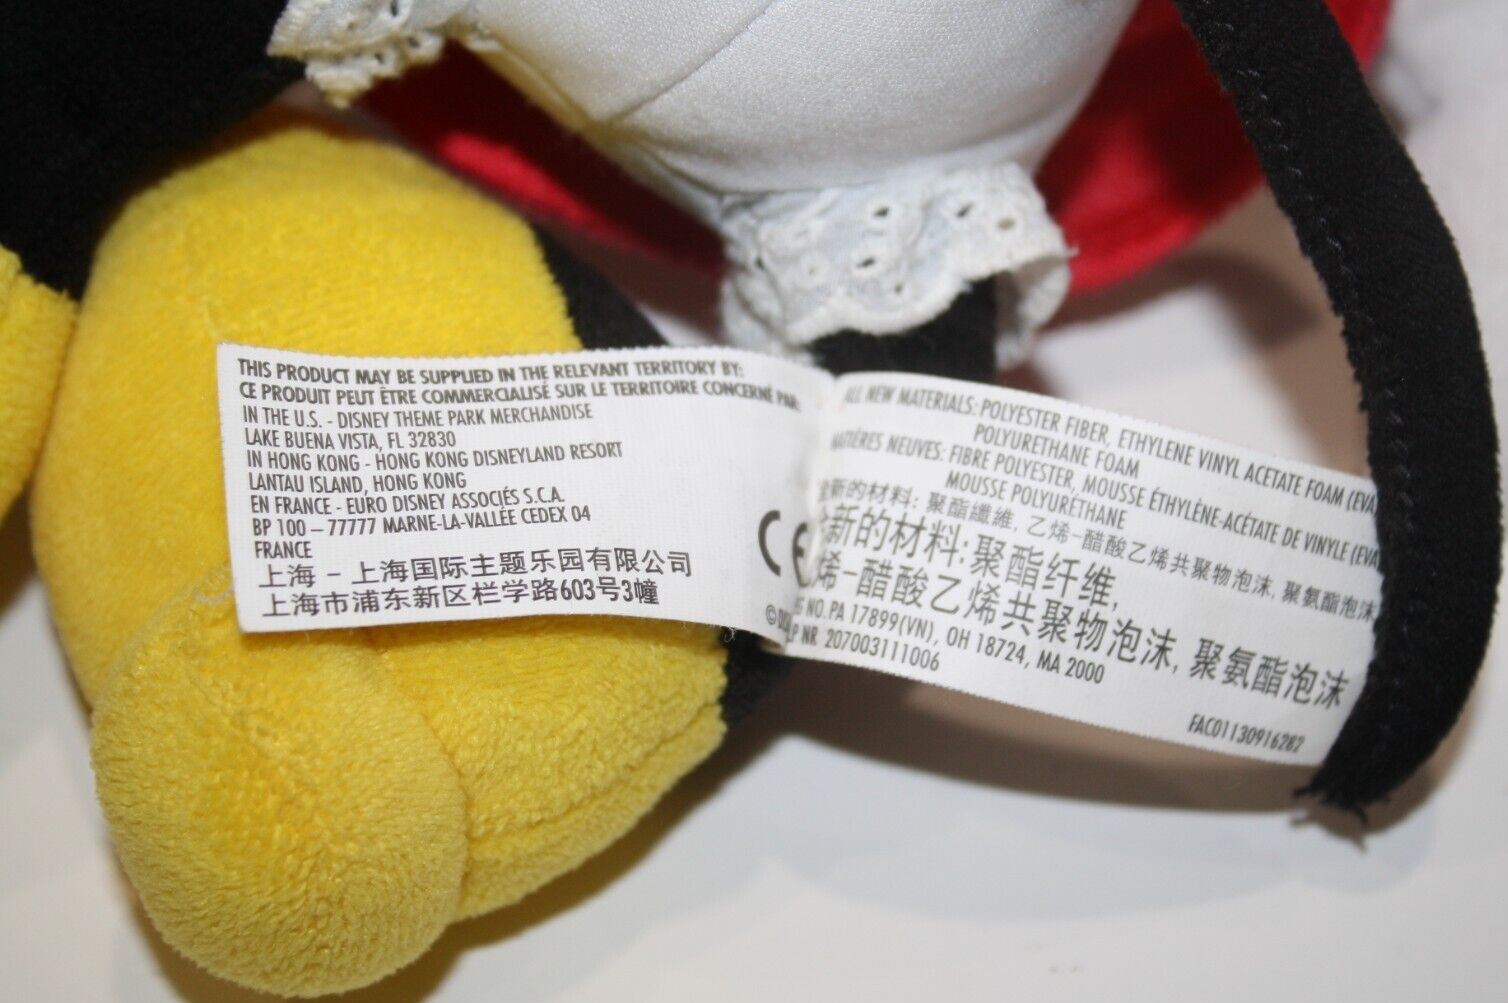 THIS PRODUCT MAY BE SUPPLIED IN THE RELEVANT TERRITORY BY:
CE PRODUIT PEUT ÊTRE COMMERCIALISÉ SUR LE TERRITOIRE CONCERNÉ PAR
IN THE U.S. - DISNEY THEME PARK MERCHANDISE
LAKE BUENA VISTA, FL 32830
IN HONG KONG - HONG KONG DISNEYLAND RESORT
LANTAU ISLAND, HONG KONG
EN FRANCE - EURO DISNEY ASSOCIÉS S.C.A.
BP 100 – 77777 MARNE-LA-VALLÉE CEDEX 04
FRANCE
上海 - 上海国际主题乐园有限公司
上海市浦东新区栏学路603号3幢
CE
ALL NEW MATERIALS: POLYESTER FIBER, ETHYLENE VINYL ACETATE FOAM (EVA
POLYURETHANE FOAM
MATIÈRES NEUVES: FIBRE POLYESTER, MOUSSE ÉTHYLÈNE-ACÉTATE DE VINYLE (EVA
MOUSSE POLYURÉTHANE
全新的材料: 聚酯纖維, 乙烯-醋酸乙烯共聚物泡沫, 聚氨酯泡沫
全新的材料: 聚酯纤维,
烯-醋酸乙烯共聚物泡沫, 聚氨酯泡沫
NO. PA 17899(VN), OH 18724, MA 2000
©
NR 207003111006
FAC01130916282